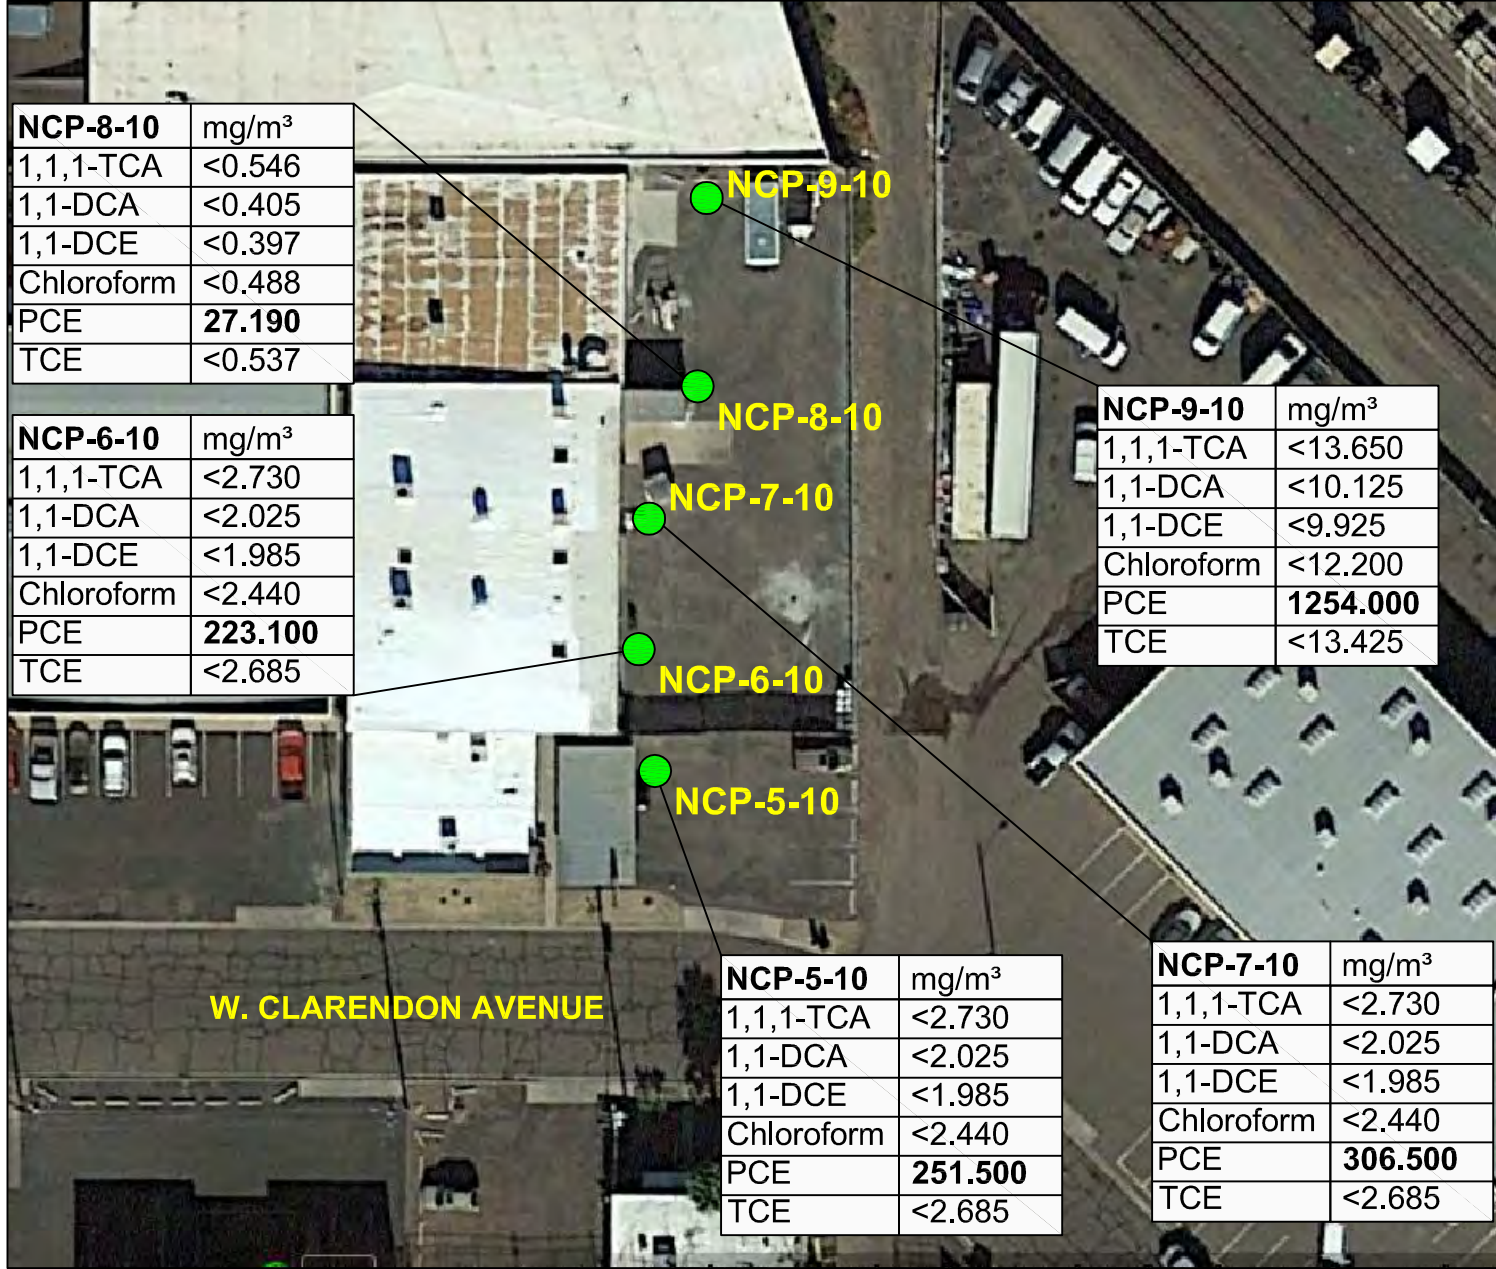 NCP-8-10 mg/m³
1,1,1-TCA <0.546
1,1-DCA <0.405
1,1-DCE <0.397
Chloroform <0.488
PCE 27.190
TCE <0.537
NCP-6-10 mg/m³
1,1,1-TCA <2.730
1,1-DCA <2.025
1,1-DCE <1.985
Chloroform <2.440
PCE 223.100
TCE <2.685
NCP-9-10
NCP-8-10
NCP-7-10
NCP-6-10
NCP-5-10
NCP-9-10 mg/m³
1,1,1-TCA <13.650
1,1-DCA <10.125
1,1-DCE <9.925
Chloroform <12.200
PCE 1254.000
TCE <13.425
W. CLARENDON AVENUE
NCP-5-10 mg/m³
1,1,1-TCA <2.730
1,1-DCA <2.025
1,1-DCE <1.985
Chloroform <2.440
PCE 251.500
TCE <2.685
NCP-7-10 mg/m³
1,1,1-TCA <2.730
1,1-DCA <2.025
1,1-DCE <1.985
Chloroform <2.440
PCE 306.500
TCE <2.685